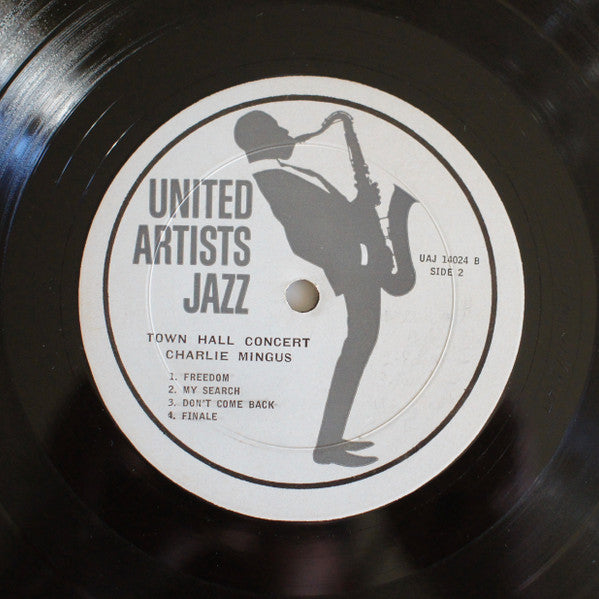 UNITED
ARTISTS
JAZZ
UAJ 14024 B
SIDE 2
TOWN HALL CONCERT
CHARLIE MINGUS
1. FREEDOM
2. MY SEARCH
3. DON'T COME BACK
4. FINALE